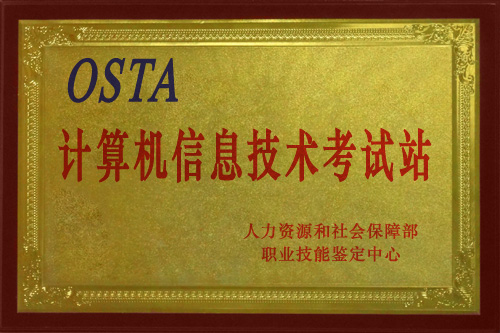 OSTA
计算机信息技术考试站
人力资源和社会保障部
职业技能鉴定中心